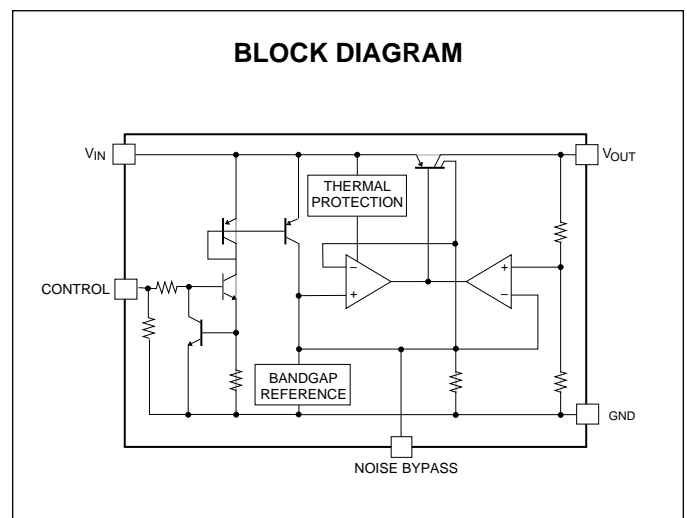 BLOCK DIAGRAM
VIN
VOUT
THERMAL
PROTECTION
−
+
+
−
CONTROL
BANDGAP
REFERENCE
GND
NOISE BYPASS